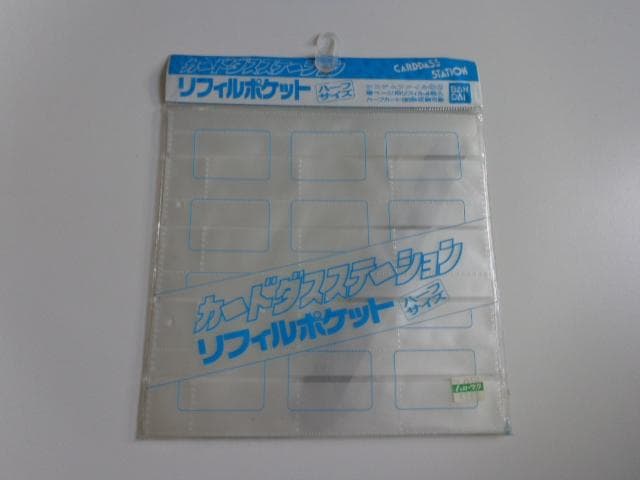 カードダスステーション
CARDDASS
STATION
リフィルポケット
ハーフ
サイズ
BAN
DAI
カードダスステーション
リフィルポケット
ハーフ
サイズ